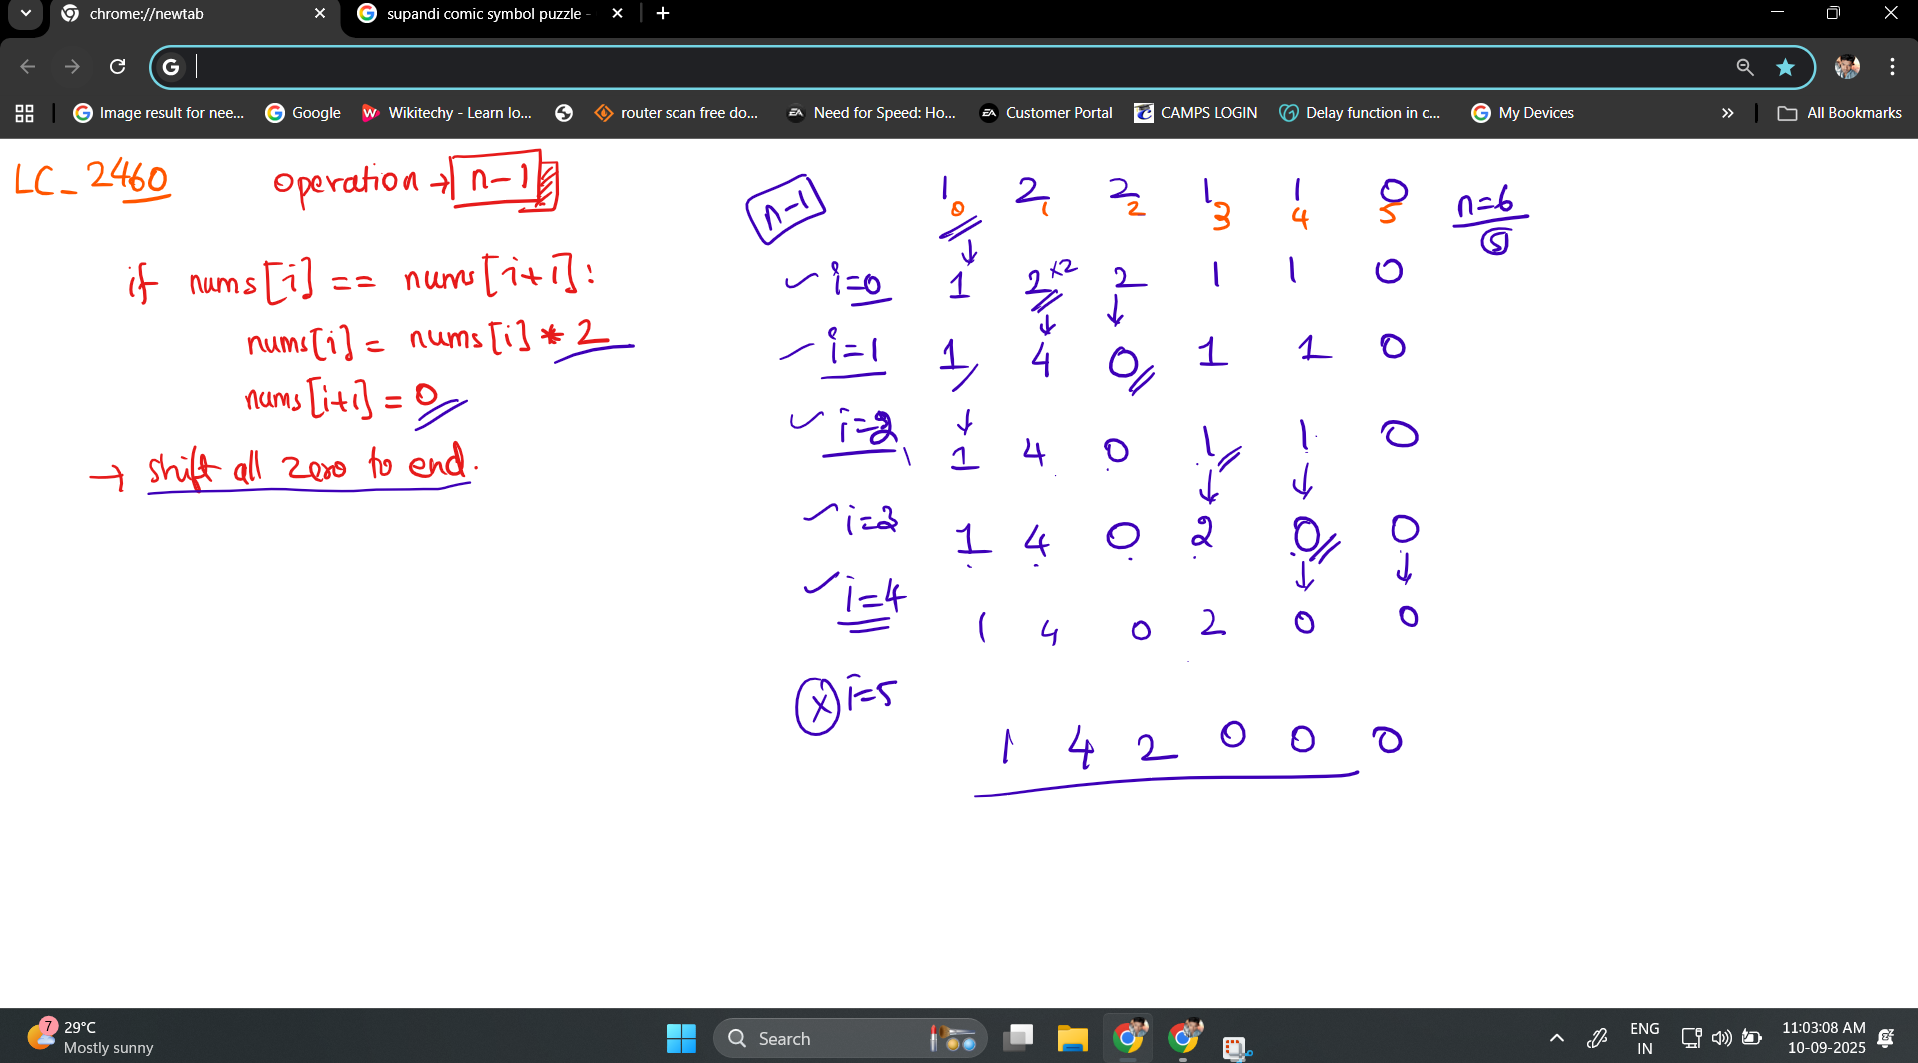 chrome://newtab
supandi comic symbol puzzle -
Image result for nee...
Google
Wikitechy - Learn lo...
router scan free do...
Need for Speed: Ho...
Customer Portal
CAMPS LOGIN
Delay function in c...
My Devices
All Bookmarks
LC_2460
operation → n-1
if nums[i] == nums[i+1]:
nums[i] = nums[i] * 2
nums[i+1] = 0
→ shift all zero to end.
n-1
1 2 2 1 1 0
0 1 2 3 4 5
n=6
5
i=0 1 2 ×2 2 1 1 0
i=1 1 4 0 1 1 0
i=2 1 4 0 1 1 0
i=3 1 4 0 2 0 0
i=4 1 4 0 2 0 0
x i=5
1 4 2 0 0 0
7
29°C
Mostly sunny
Search
ENG
IN
11:03:08 AM
10-09-2025